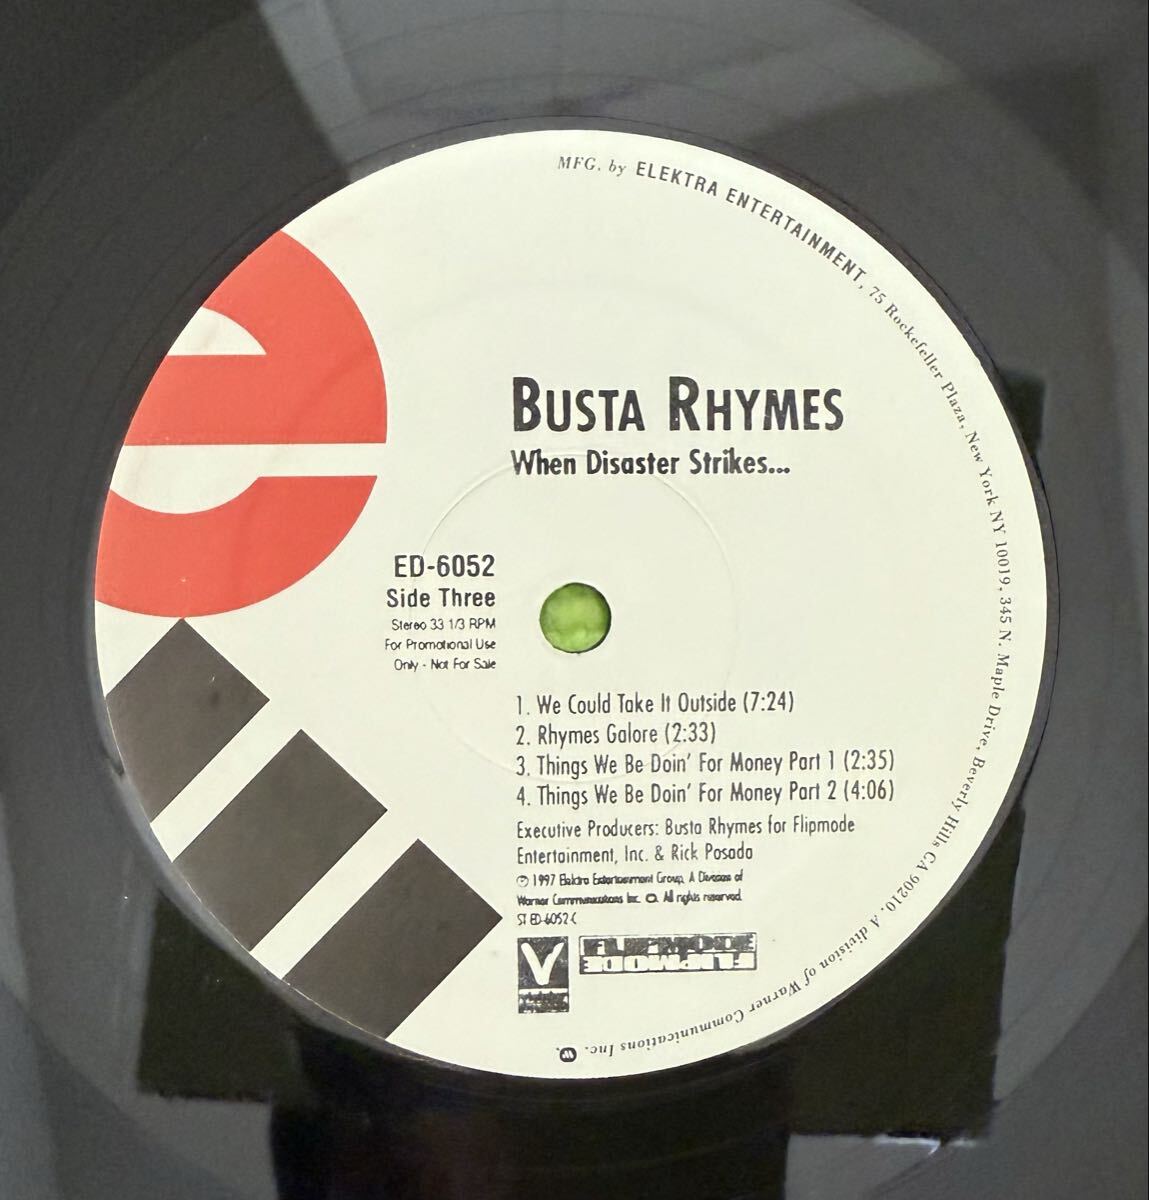 MFG. by ELEKTRA ENTERTAINMENT, 75 Rockefeller Plaza, New York NY 10019, 345 N. Maple Drive, Beverly Hills CA 90210. A division of Warner Communications Inc.
e
BUSTA RHYMES
When Disaster Strikes...
ED-6052
Side Three
Stereo 33 1/3 RPM
For Promotional Use
Only - Not For Sale
1. We Could Take It Outside (7:24)
2. Rhymes Galore (2:33)
3. Things We Be Doin' For Money Part 1 (2:35)
4. Things We Be Doin' For Money Part 2 (4:06)
Executive Producers: Busta Rhymes for Flipmode
Entertainment, Inc. & Rick Posada
℗ 1997 Elektra Entertainment Group, A Division of
Warner Communications Inc. O. All rights reserved.
ST ED-6052-C
FLIPMODE